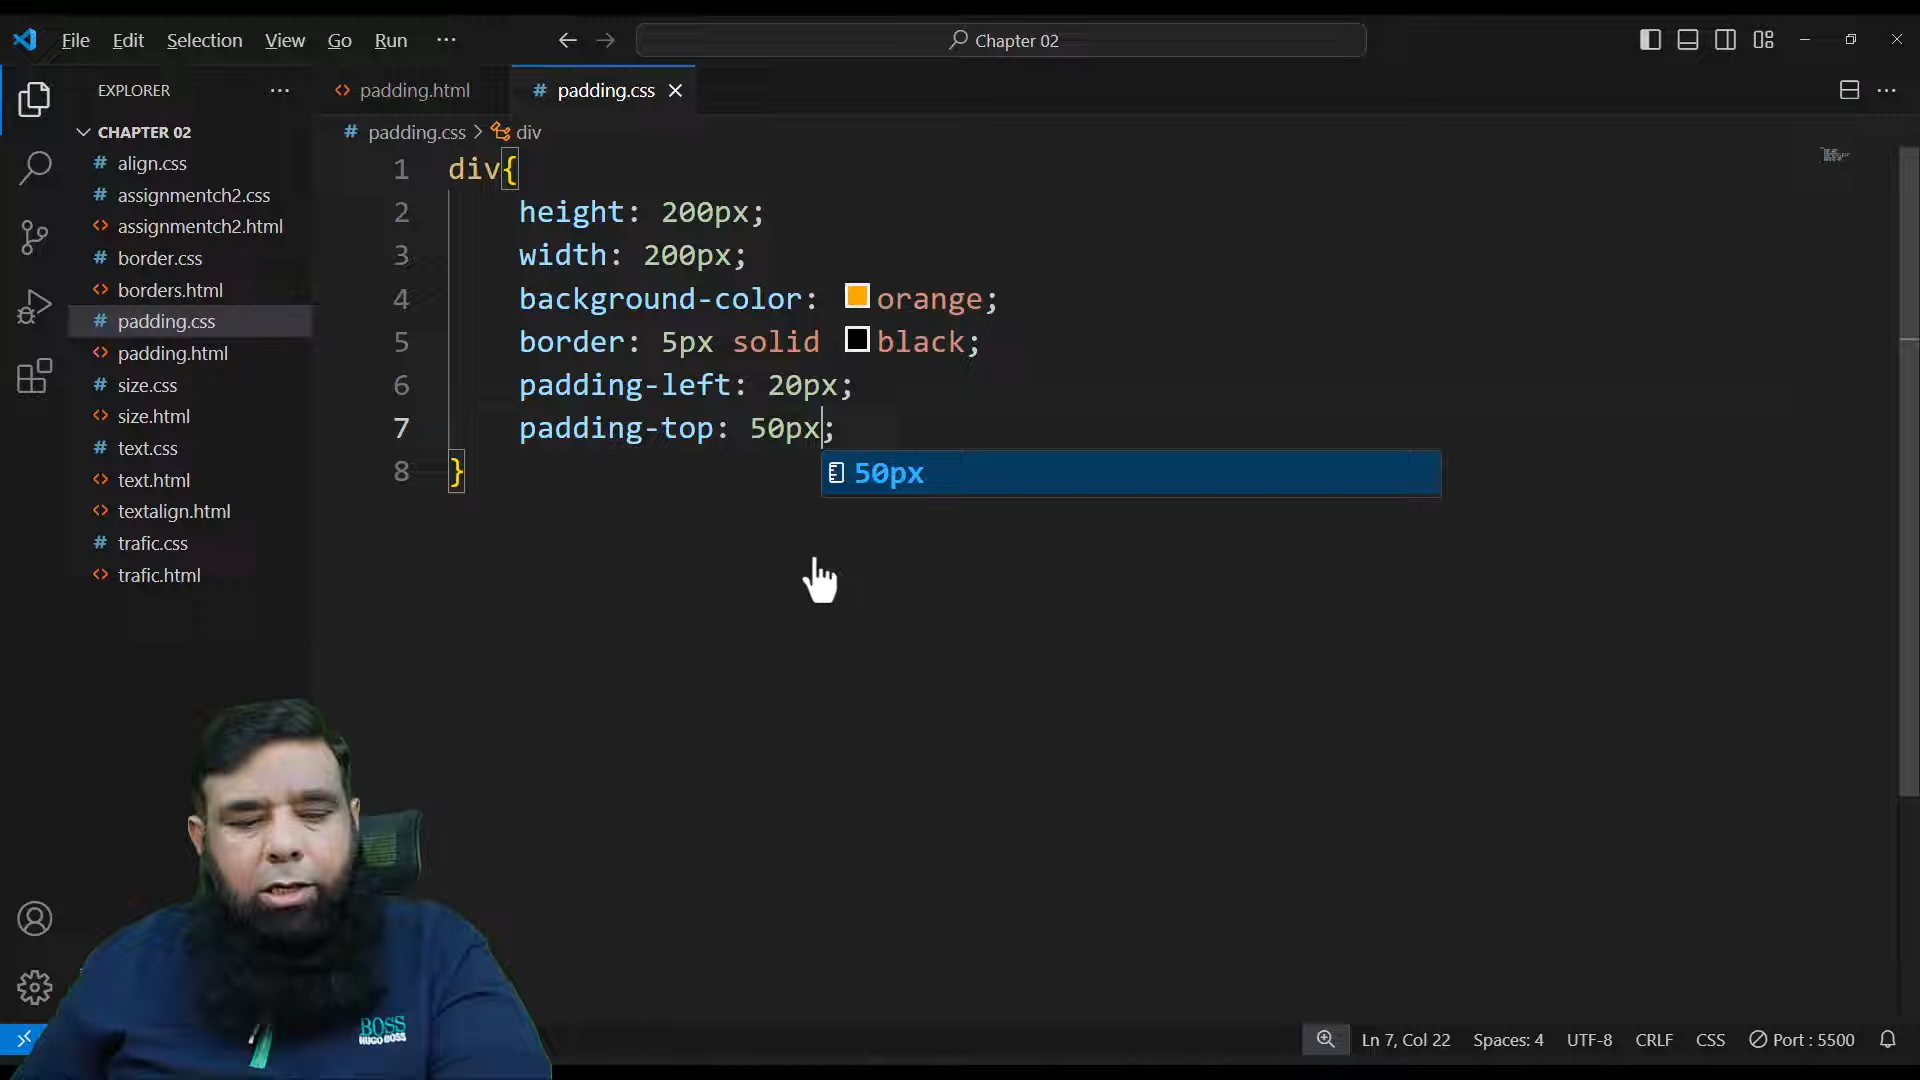 File Edit Selection View Go Run ···
Chapter 02
EXPLORER ···
CHAPTER 02
align.css
assignmentch2.css
assignmentch2.html
border.css
borders.html
padding.css
padding.html
size.css
size.html
text.css
text.html
textalign.html
trafic.css
trafic.html
padding.html
# padding.css
# padding.css > div
1 div{
2 height: 200px;
3 width: 200px;
4 background-color: orange;
5 border: 5px solid black;
6 padding-left: 20px;
7 padding-top: 50px;
8 }
50px
BOSS
HUGO BOSS
Ln 7, Col 22 Spaces: 4 UTF-8 CRLF CSS Port : 5500